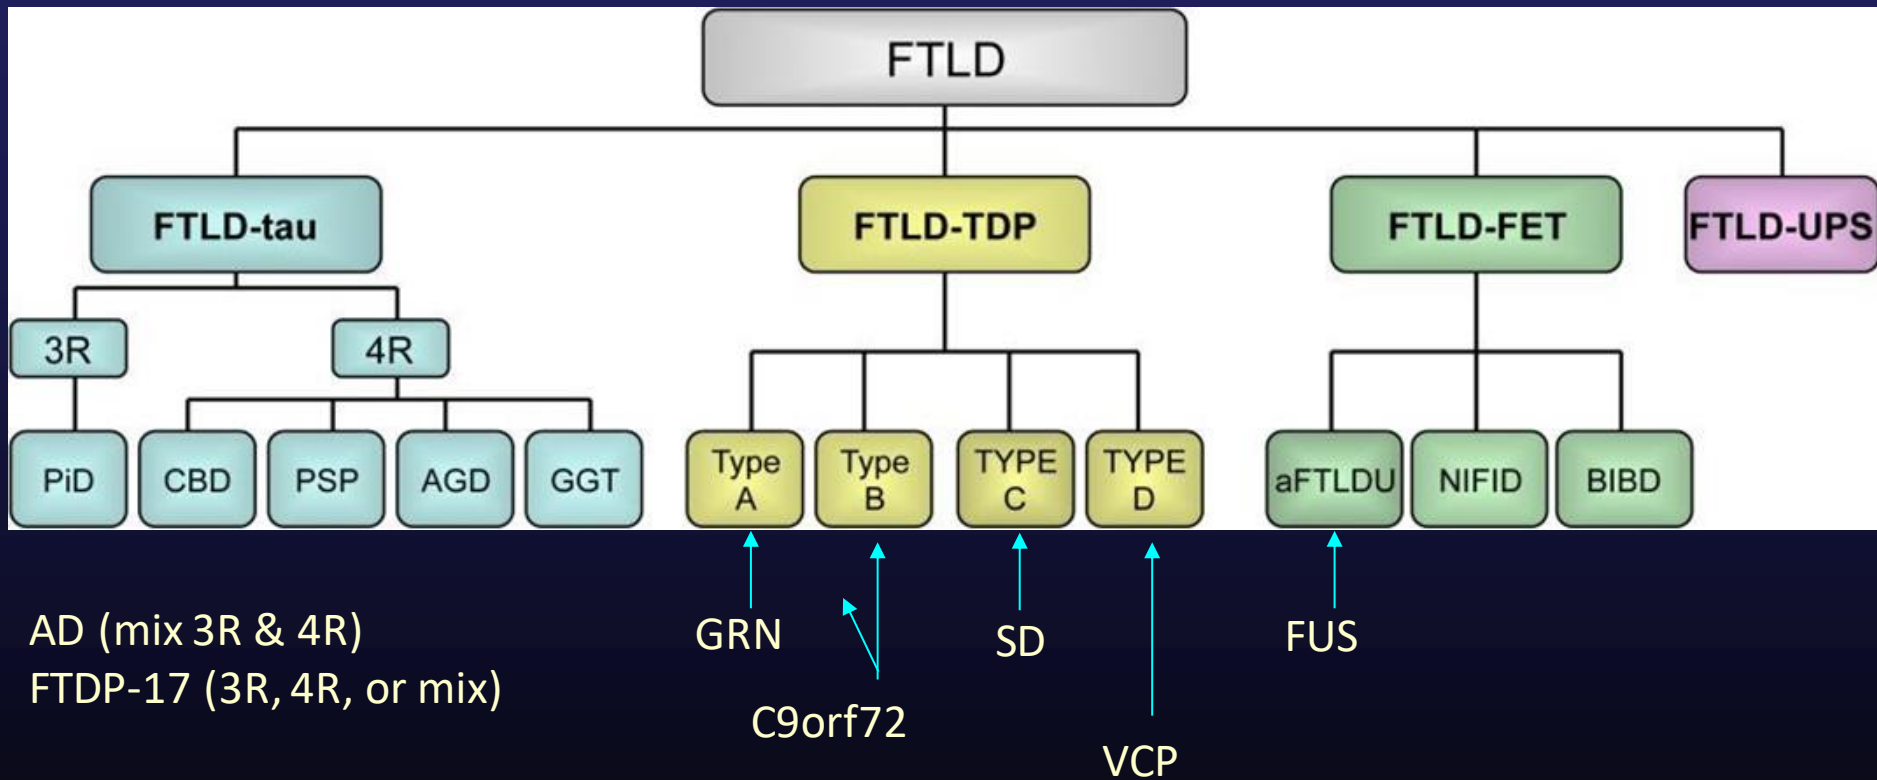 FTLD
FTLD-tau
FTLD-TDP
FTLD-FET
FTLD-UPS
3R
4R
PiD
CBD
PSP
AGD
GGT
Type
A
Type
B
TYPE
C
TYPE
D
aFTLDU
NIFID
BIBD
AD (mix 3R & 4R)
FTDP-17 (3R, 4R, or mix)
GRN
C9orf72
SD
VCP
FUS